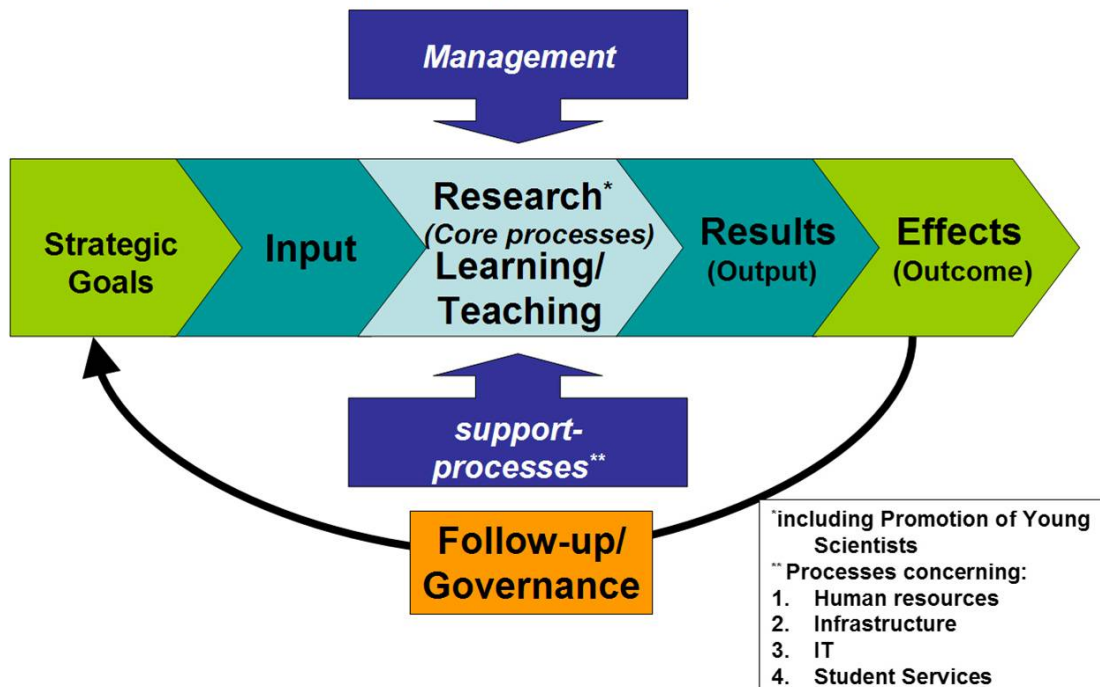 Management
Strategic
Goals
Input
Research*
(Core processes)
Learning/
Teaching
Results
(Output)
Effects
(Outcome)
support-
processes**
Follow-up/
Governance
*including Promotion of Young
Scientists
**Processes concerning:
1. Human resources
2. Infrastructure
3. IT
4. Student Services